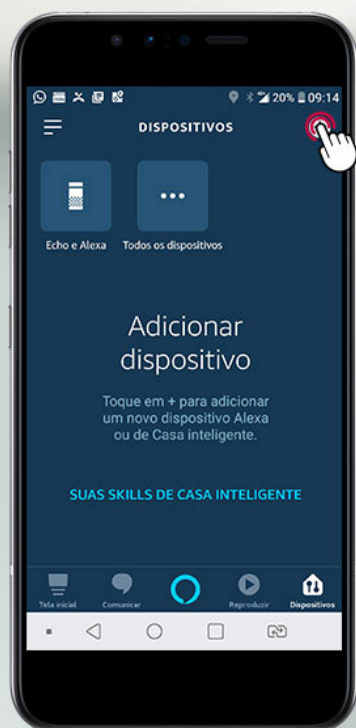 20% 09:14
DISPOSITIVOS
Echo e Alexa Todos os dispositivos
Adicionar
dispositivo
Toque em + para adicionar
um novo dispositivo Alexa
ou de Casa inteligente.
SUAS SKILLS DE CASA INTELIGENTE
Tela inicial Comunicar Reproduzir Dispositivos